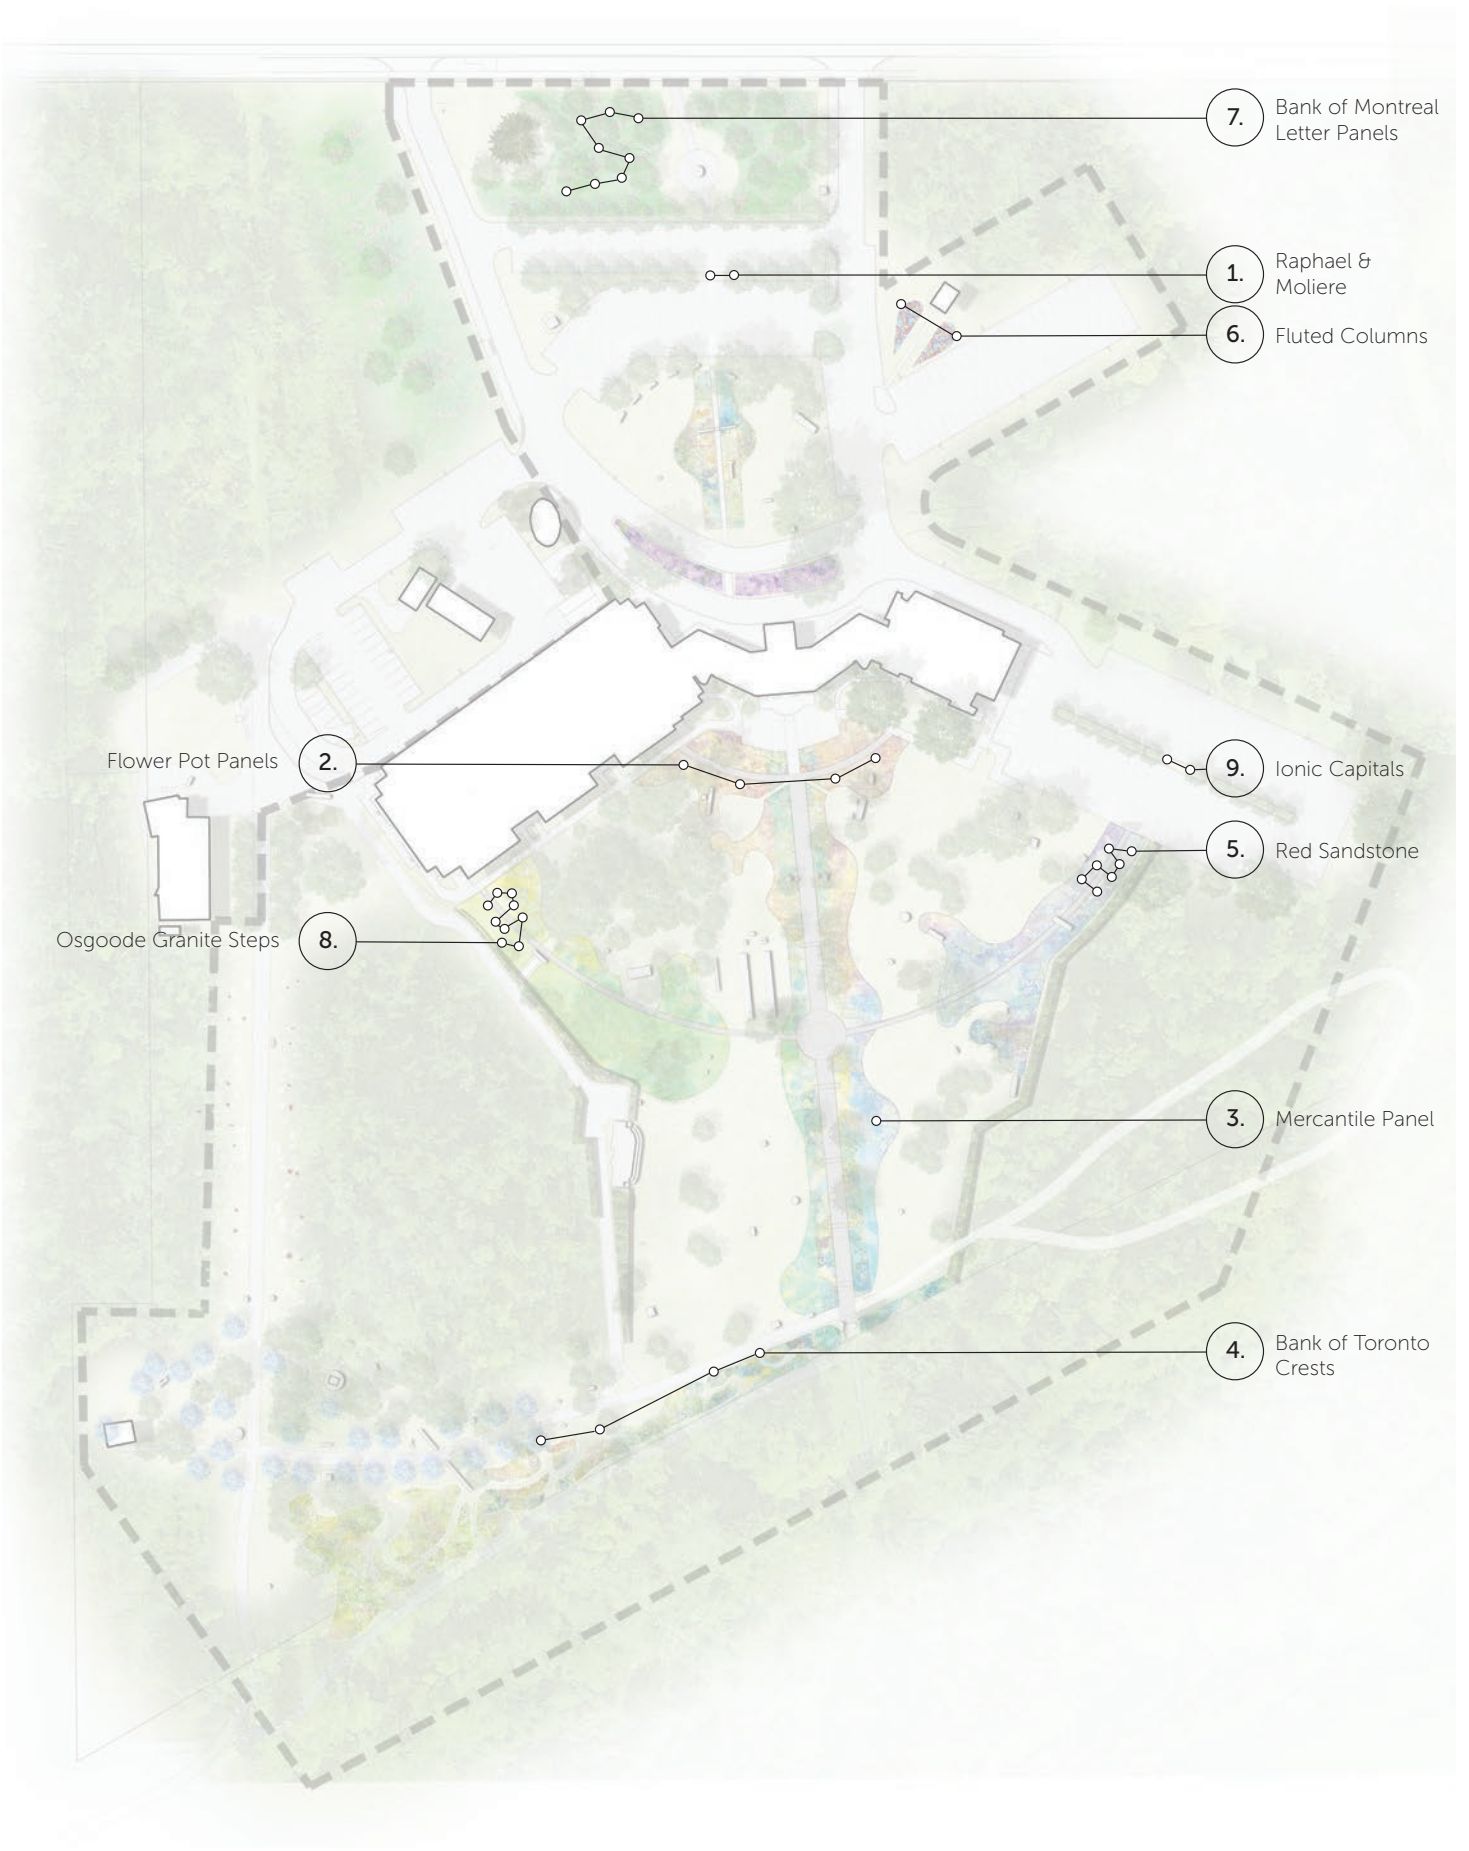 7.
Bank of Montreal
Letter Panels
1.
Raphael &
Moliere
6.
Fluted Columns
Flower Pot Panels
2.
9.
Ionic Capitals
5.
Red Sandstone
Osgoode Granite Steps
8.
3.
Mercantile Panel
4.
Bank of Toronto
Crests